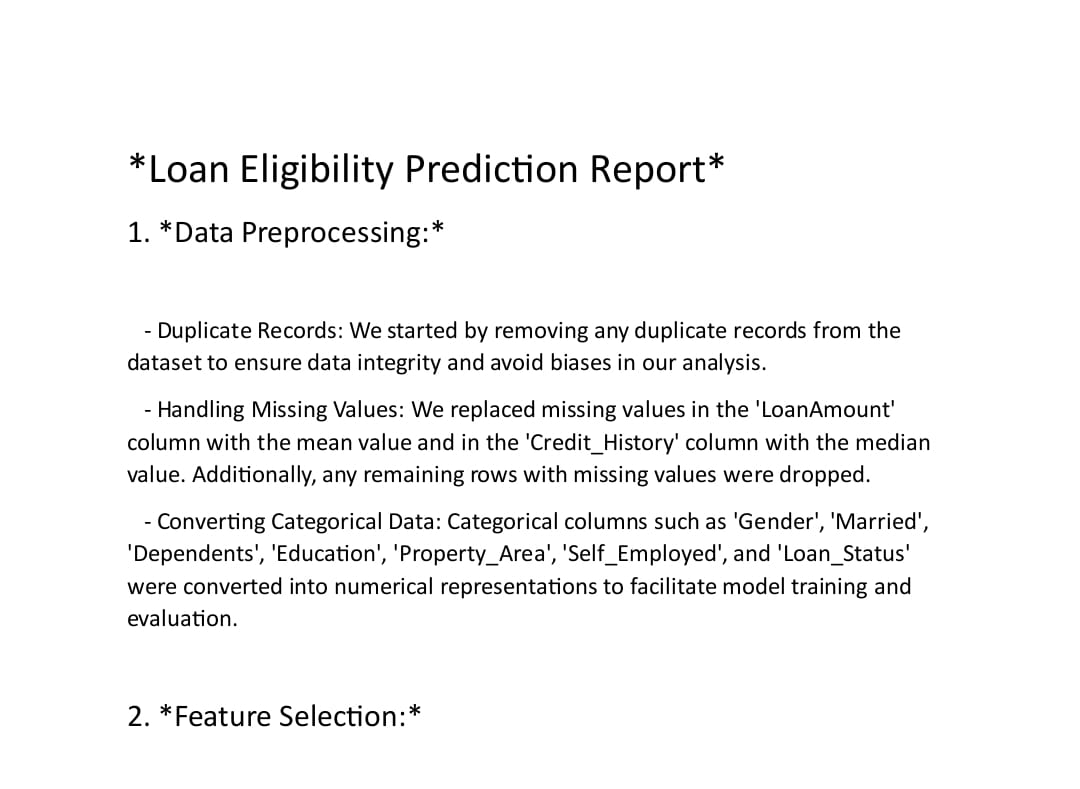 *Loan Eligibility Prediction Report*
1. *Data Preprocessing:*
- Duplicate Records: We started by removing any duplicate records from the
dataset to ensure data integrity and avoid biases in our analysis.
- Handling Missing Values: We replaced missing values in the 'LoanAmount'
column with the mean value and in the 'Credit_History' column with the median
value. Additionally, any remaining rows with missing values were dropped.
- Converting Categorical Data: Categorical columns such as 'Gender', 'Married',
'Dependents', 'Education', 'Property_Area', 'Self_Employed', and 'Loan_Status'
were converted into numerical representations to facilitate model training and
evaluation.
2. *Feature Selection:*